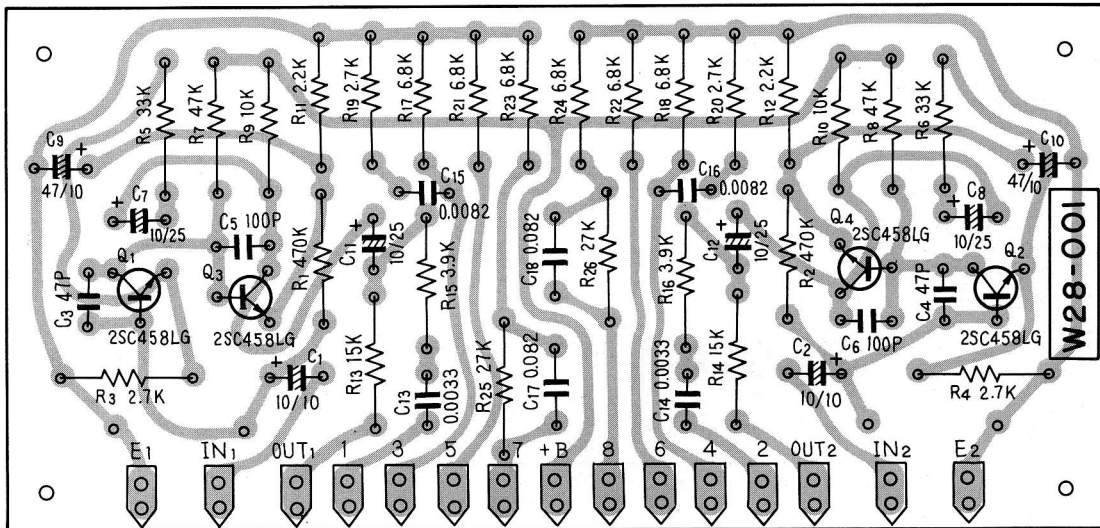 R5 33K
R7 47K
R9 10K
R11 2.2K
R19 2.7K
R17 6.8K
R21 6.8K
R23 6.8K
R24 6.8K
R22 6.8K
R18 6.8K
R20 2.7K
R12 2.2K
R10 10K
R8 47K
R6 33K
C9
+
47/10
C10
+
47/10
C7
+
10/25
C5 100P
C15
0.0082
C16
0.0082
C8
+
10/25
Q1
2SC458LG
Q3
2SC458LG
C3 47P
R1 470K
C11
+
10/25
R15 3.9K
C18 0.082
R26 27K
R16 3.9K
C12
+
10/25
R2 470K
Q4
2SC458LG
C4 47P
Q2
2SC458LG
W28-001
R3 2.7K
C1
+
10/10
R13 15K
C13 0.0033
R25 27K
C17 0.082
C14 0.0033
R14 15K
C2
+
10/10
C6 100P
R4 2.7K
E1 IN1 OUT1 1 3 5 7 +B 8 6 4 2 OUT2 IN2 E2